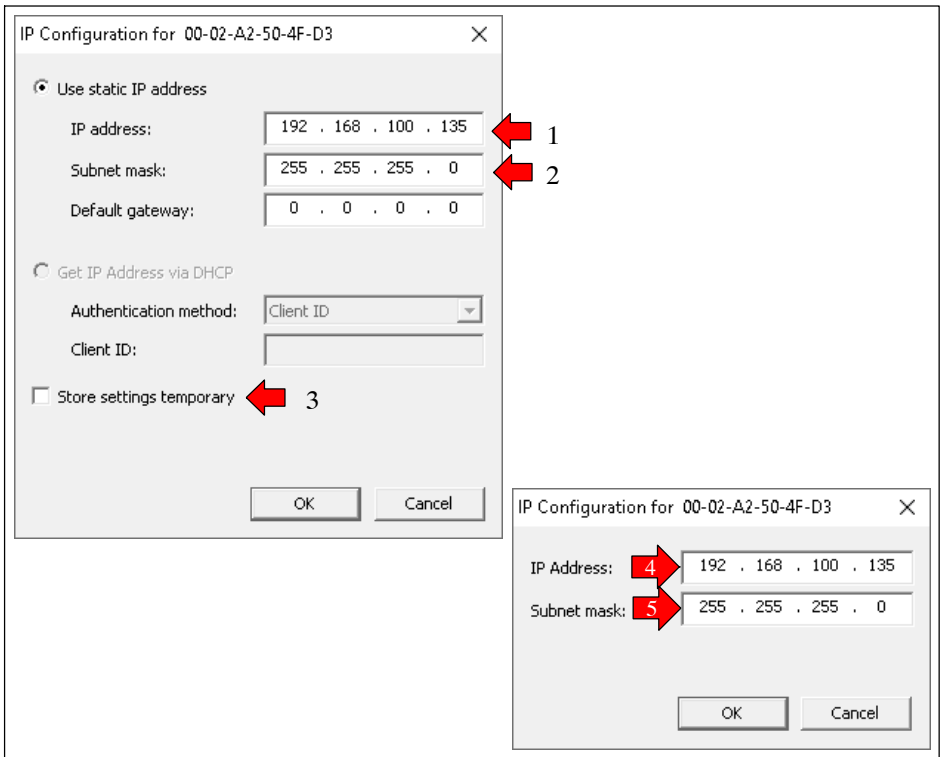 IP Configuration for 00-02-A2-50-4F-D3
Use static IP address
IP address: 192 . 168 . 100 . 135 1
Subnet mask: 255 . 255 . 255 . 0 2
Default gateway: 0 . 0 . 0 . 0
Get IP Address via DHCP
Authentication method: Client ID
Client ID:
Store settings temporary 3
OK Cancel
IP Configuration for 00-02-A2-50-4F-D3
IP Address: 4 192 . 168 . 100 . 135
Subnet mask: 5 255 . 255 . 255 . 0
OK Cancel